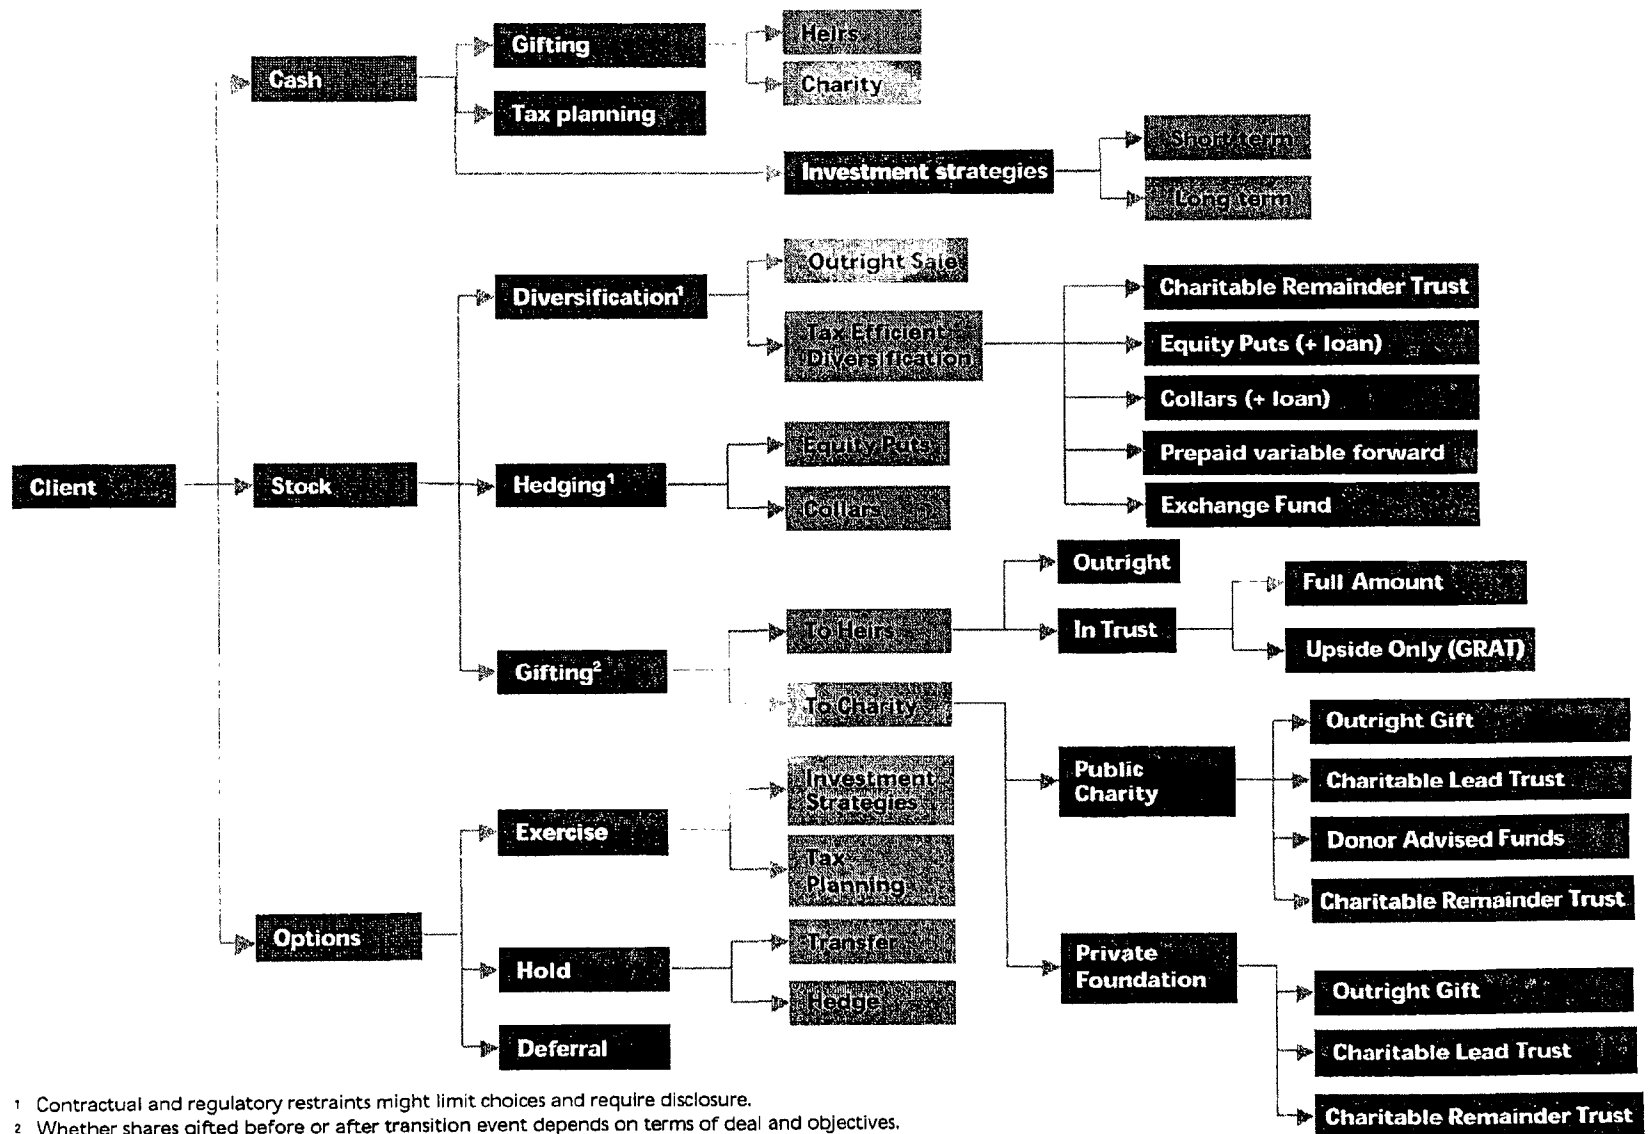 Gifting
Heirs
Cash
Charity
Tax planning
Short term
Investment strategies
Long term
Outright Sale
Diversification¹
Charitable Remainder Trust
Tax Efficient
Diversification
Equity Puts (+ loan)
Collars (+ loan)
Equity Puts
Prepaid variable forward
Client
Stock
Hedging¹
Collars
Exchange Fund
Outright
Full Amount
To Heirs
In Trust
Upside Only (GRAT)
Gifting²
To Charity
Outright Gift
Investment
Strategies
Public
Charity
Charitable Lead Trust
Exercise
Donor Advised Funds
Tax
Planning
Charitable Remainder Trust
Options
Transfer
Hold
Private
Foundation
Hedge
Outright Gift
Deferral
Charitable Lead Trust
Charitable Remainder Trust
1 Contractual and regulatory restraints might limit choices and require disclosure.
2 Whether shares gifted before or after transition event depends on terms of deal and objectives.